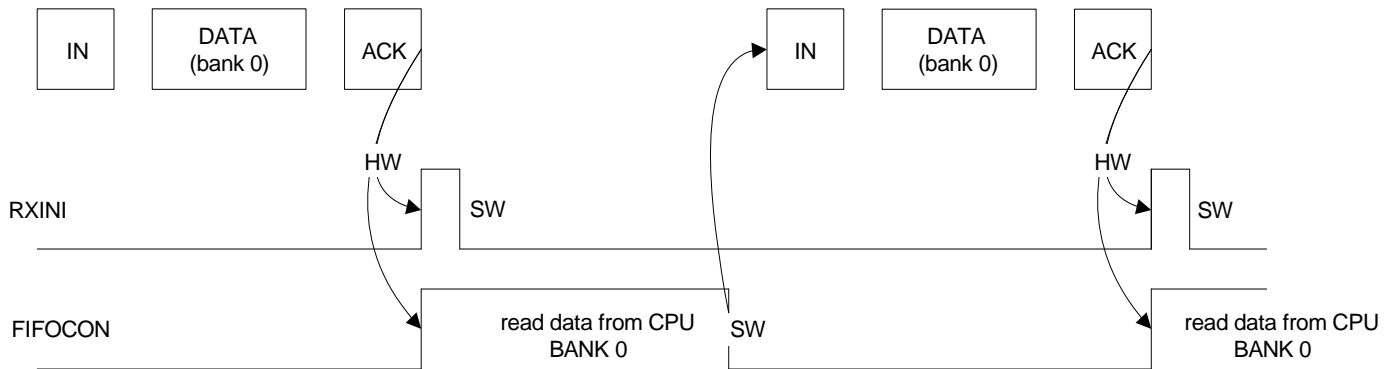 IN DATA (bank 0) ACK IN DATA (bank 0) ACK
HW HW
RXINI SW SW
FIFOCON read data from CPU BANK 0 SW read data from CPU BANK 0